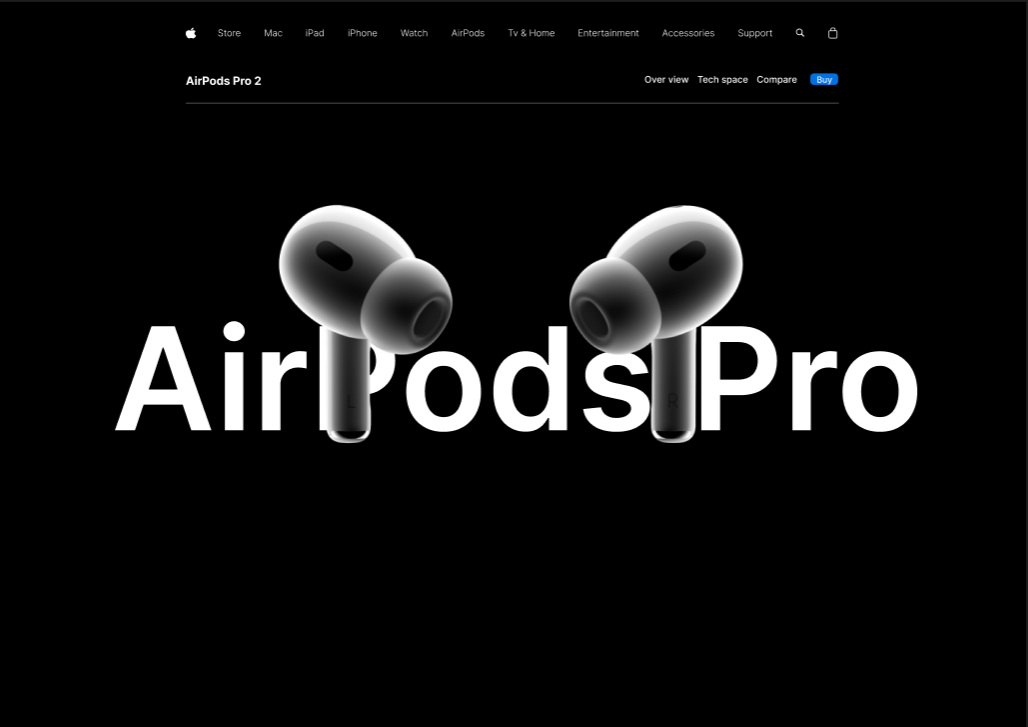 Store Mac iPad iPhone Watch AirPods Tv & Home Entertainment Accessories Support
AirPods Pro 2 Over view Tech space Compare Buy
AirPods Pro
L R